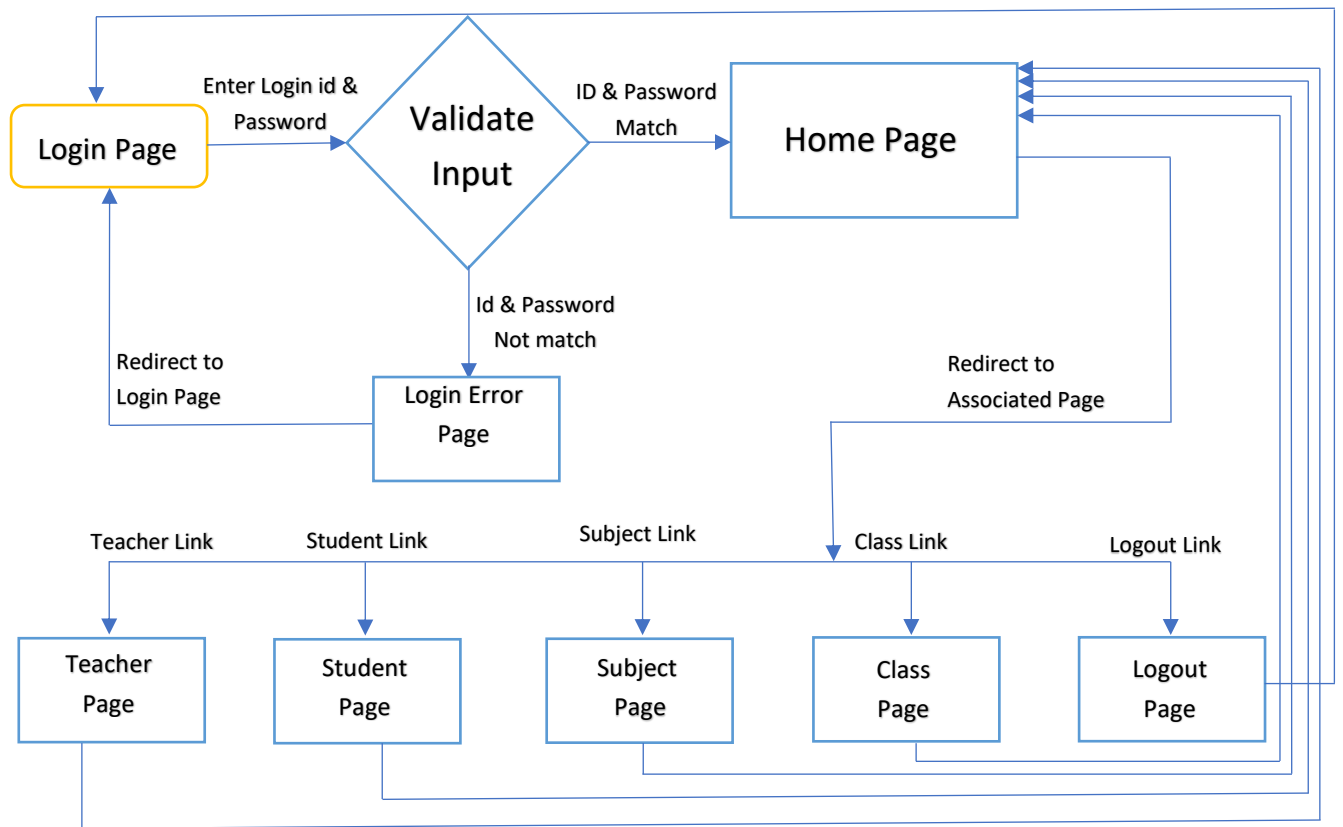 Enter Login id &
Password
Login Page
Validate
Input
ID & Password
Match
Home Page
Id & Password
Not match
Redirect to
Login Page
Login Error
Page
Redirect to
Associated Page
Teacher Link
Student Link
Subject Link
Class Link
Logout Link
Teacher
Page
Student
Page
Subject
Page
Class
Page
Logout
Page